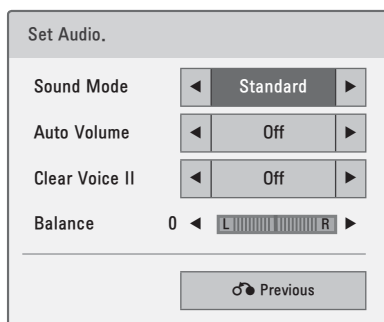 Set Audio.
Sound Mode ◀ Standard ▶
Auto Volume ◀ Off ▶
Clear Voice II ◀ Off ▶
Balance 0 ◀ L R ▶
Previous